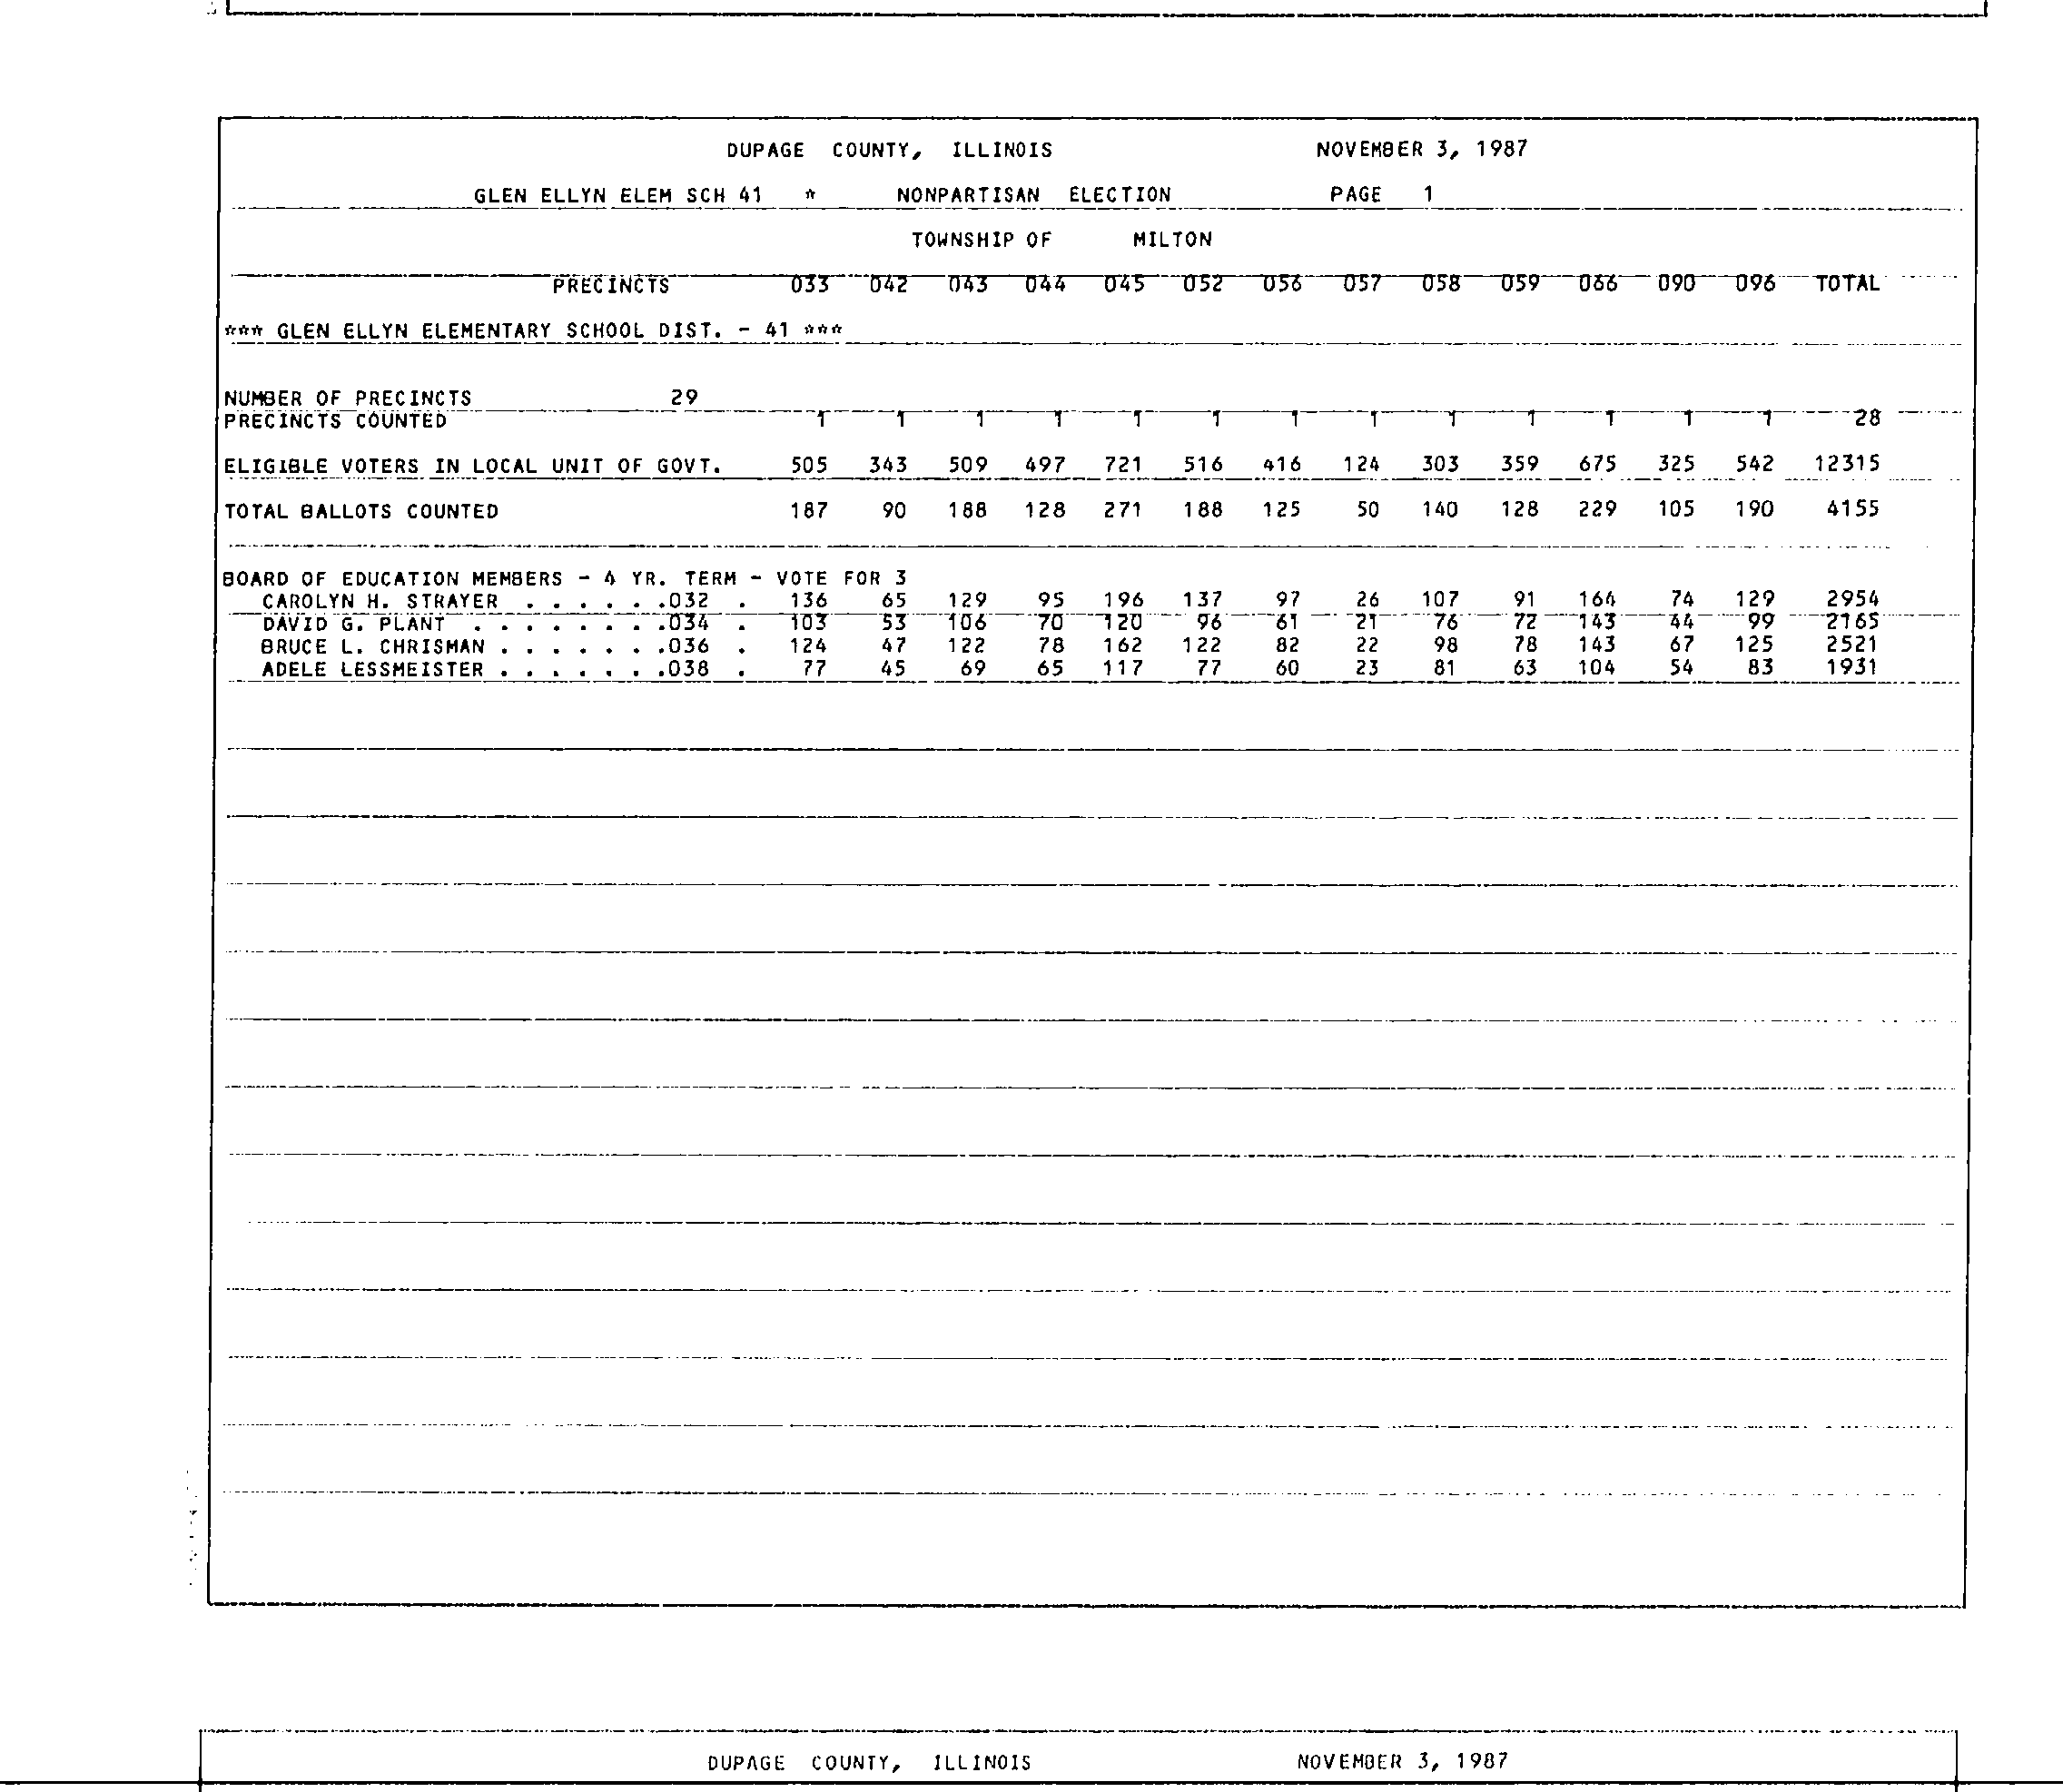 DUPAGE COUNTY, ILLINOIS NOVEMBER 3, 1987
GLEN ELLYN ELEM SCH 41 * NONPARTISAN ELECTION PAGE 1
TOWNSHIP OF MILTON
PRECINCTS 033 042 043 044 045 052 056 057 058 059 066 090 096 TOTAL
*** GLEN ELLYN ELEMENTARY SCHOOL DIST. - 41 ***
NUMBER OF PRECINCTS 29
PRECINCTS COUNTED 1 1 1 1 1 1 1 1 1 1 1 1 1 28
ELIGIBLE VOTERS IN LOCAL UNIT OF GOVT. 505 343 509 497 721 516 416 124 303 359 675 325 542 12315
TOTAL BALLOTS COUNTED 187 90 188 128 271 188 125 50 140 128 229 105 190 4155
BOARD OF EDUCATION MEMBERS - 4 YR. TERM - VOTE FOR 3
CAROLYN H. STRAYER . . . . . .032 . 136 65 129 95 196 137 97 26 107 91 164 74 129 2954
DAVID G. PLANT . . . . . . . .034 . 103 53 106 70 120 96 61 21 76 72 143 44 99 2165
BRUCE L. CHRISMAN . . . . . . .036 . 124 47 122 78 162 122 82 22 98 78 143 67 125 2521
ADELE LESSMEISTER . . . . . . .038 . 77 45 69 65 117 77 60 23 81 63 104 54 83 1931
DUPAGE COUNTY, ILLINOIS NOVEMBER 3, 1987